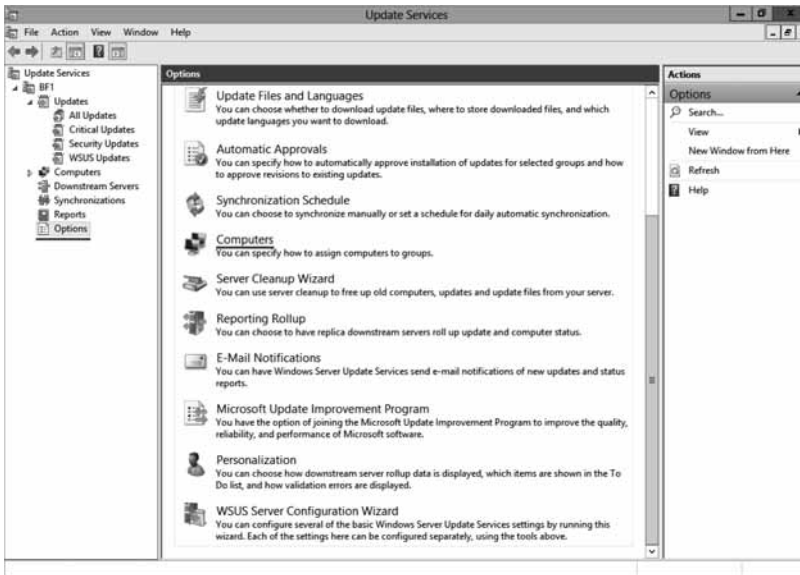 Update Services
File Action View Window Help
Update Services
BF1
Updates
All Updates
Critical Updates
Security Updates
WSUS Updates
Computers
Downstream Servers
Synchronizations
Reports
Options
Options
Update Files and Languages
You can choose whether to download update files, where to store downloaded files, and which
update languages you want to download.
Automatic Approvals
You can specify how to automatically approve installation of updates for selected groups and how
to approve revisions to existing updates.
Synchronization Schedule
You can choose to synchronize manually or set a schedule for daily automatic synchronization.
Computers
You can specify how to assign computers to groups.
Server Cleanup Wizard
You can use server cleanup to free up old computers, updates and update files from your server.
Reporting Rollup
You can choose to have replica downstream servers roll up update and computer status.
E-Mail Notifications
You can have Windows Server Update Services send e-mail notifications of new updates and status
reports.
Microsoft Update Improvement Program
You have the option of joining the Microsoft Update Improvement Program to improve the quality,
reliability, and performance of Microsoft software.
Personalization
You can choose how downstream server rollup data is displayed, which items are shown in the To
Do list, and how validation errors are displayed.
WSUS Server Configuration Wizard
You can configure several of the basic Windows Server Update Services settings by running this
wizard. Each of the settings here can be configured separately, using the tools above.
Actions
Options
Search...
View
New Window from Here
Refresh
Help